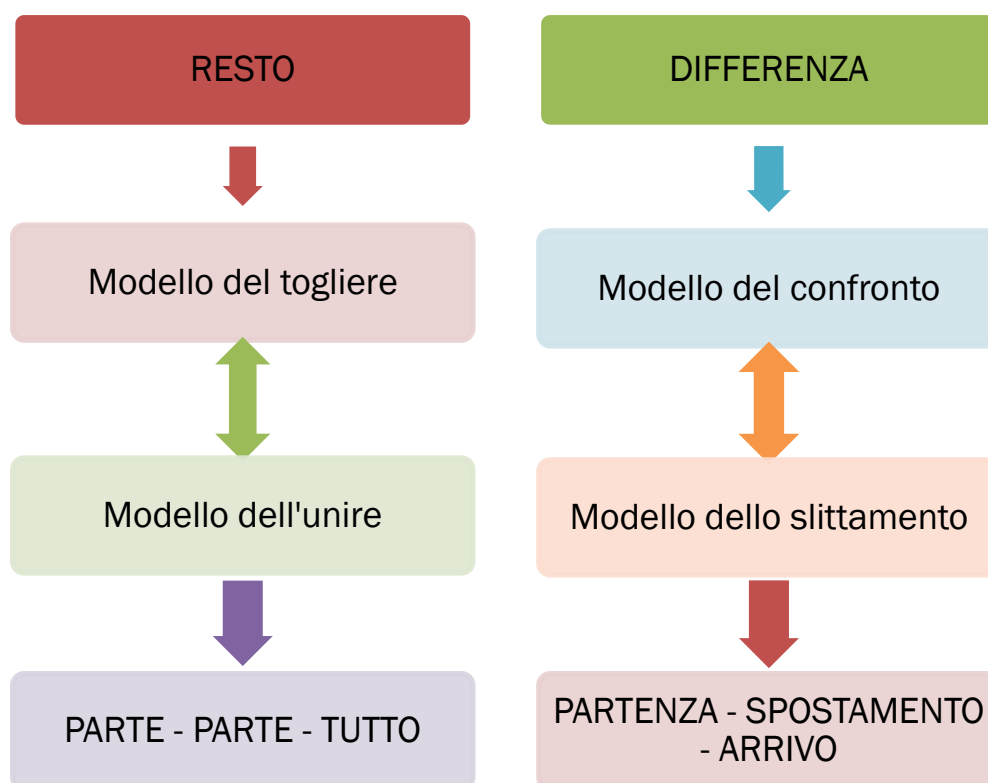 RESTO
Modello del togliere
Modello dell'unire
PARTE - PARTE - TUTTO
DIFFERENZA
Modello del confronto
Modello dello slittamento
PARTENZA - SPOSTAMENTO
- ARRIVO